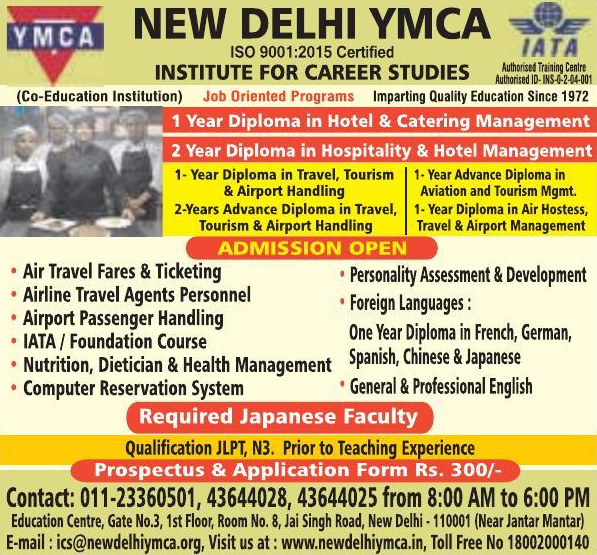 YMCA
NEW DELHI YMCA
ISO 9001:2015 Certified
INSTITUTE FOR CAREER STUDIES
IATA
Authorised Training Centre
Authorised ID- INS-0-2-04-001
(Co-Education Institution) Job Oriented Programs Imparting Quality Education Since 1972
1 Year Diploma in Hotel & Catering Management
2 Year Diploma in Hospitality & Hotel Management
1- Year Diploma in Travel, Tourism
& Airport Handling
2-Years Advance Diploma in Travel,
Tourism & Airport Handling
1- Year Advance Diploma in
Aviation and Tourism Mgmt.
1- Year Diploma in Air Hostess,
Travel & Airport Management
ADMISSION OPEN
• Air Travel Fares & Ticketing
• Airline Travel Agents Personnel
• Airport Passenger Handling
• IATA / Foundation Course
• Nutrition, Dietician & Health Management
• Computer Reservation System
• Personality Assessment & Development
• Foreign Languages :
One Year Diploma in French, German,
Spanish, Chinese & Japanese
• General & Professional English
Required Japanese Faculty
Qualification JLPT, N3. Prior to Teaching Experience
Prospectus & Application Form Rs. 300/-
Contact: 011-23360501, 43644028, 43644025 from 8:00 AM to 6:00 PM
Education Centre, Gate No.3, 1st Floor, Room No. 8, Jai Singh Road, New Delhi - 110001 (Near Jantar Mantar)
E-mail : ics@newdelhiymca.org, Visit us at : www.newdelhiymca.in, Toll Free No 18002000140